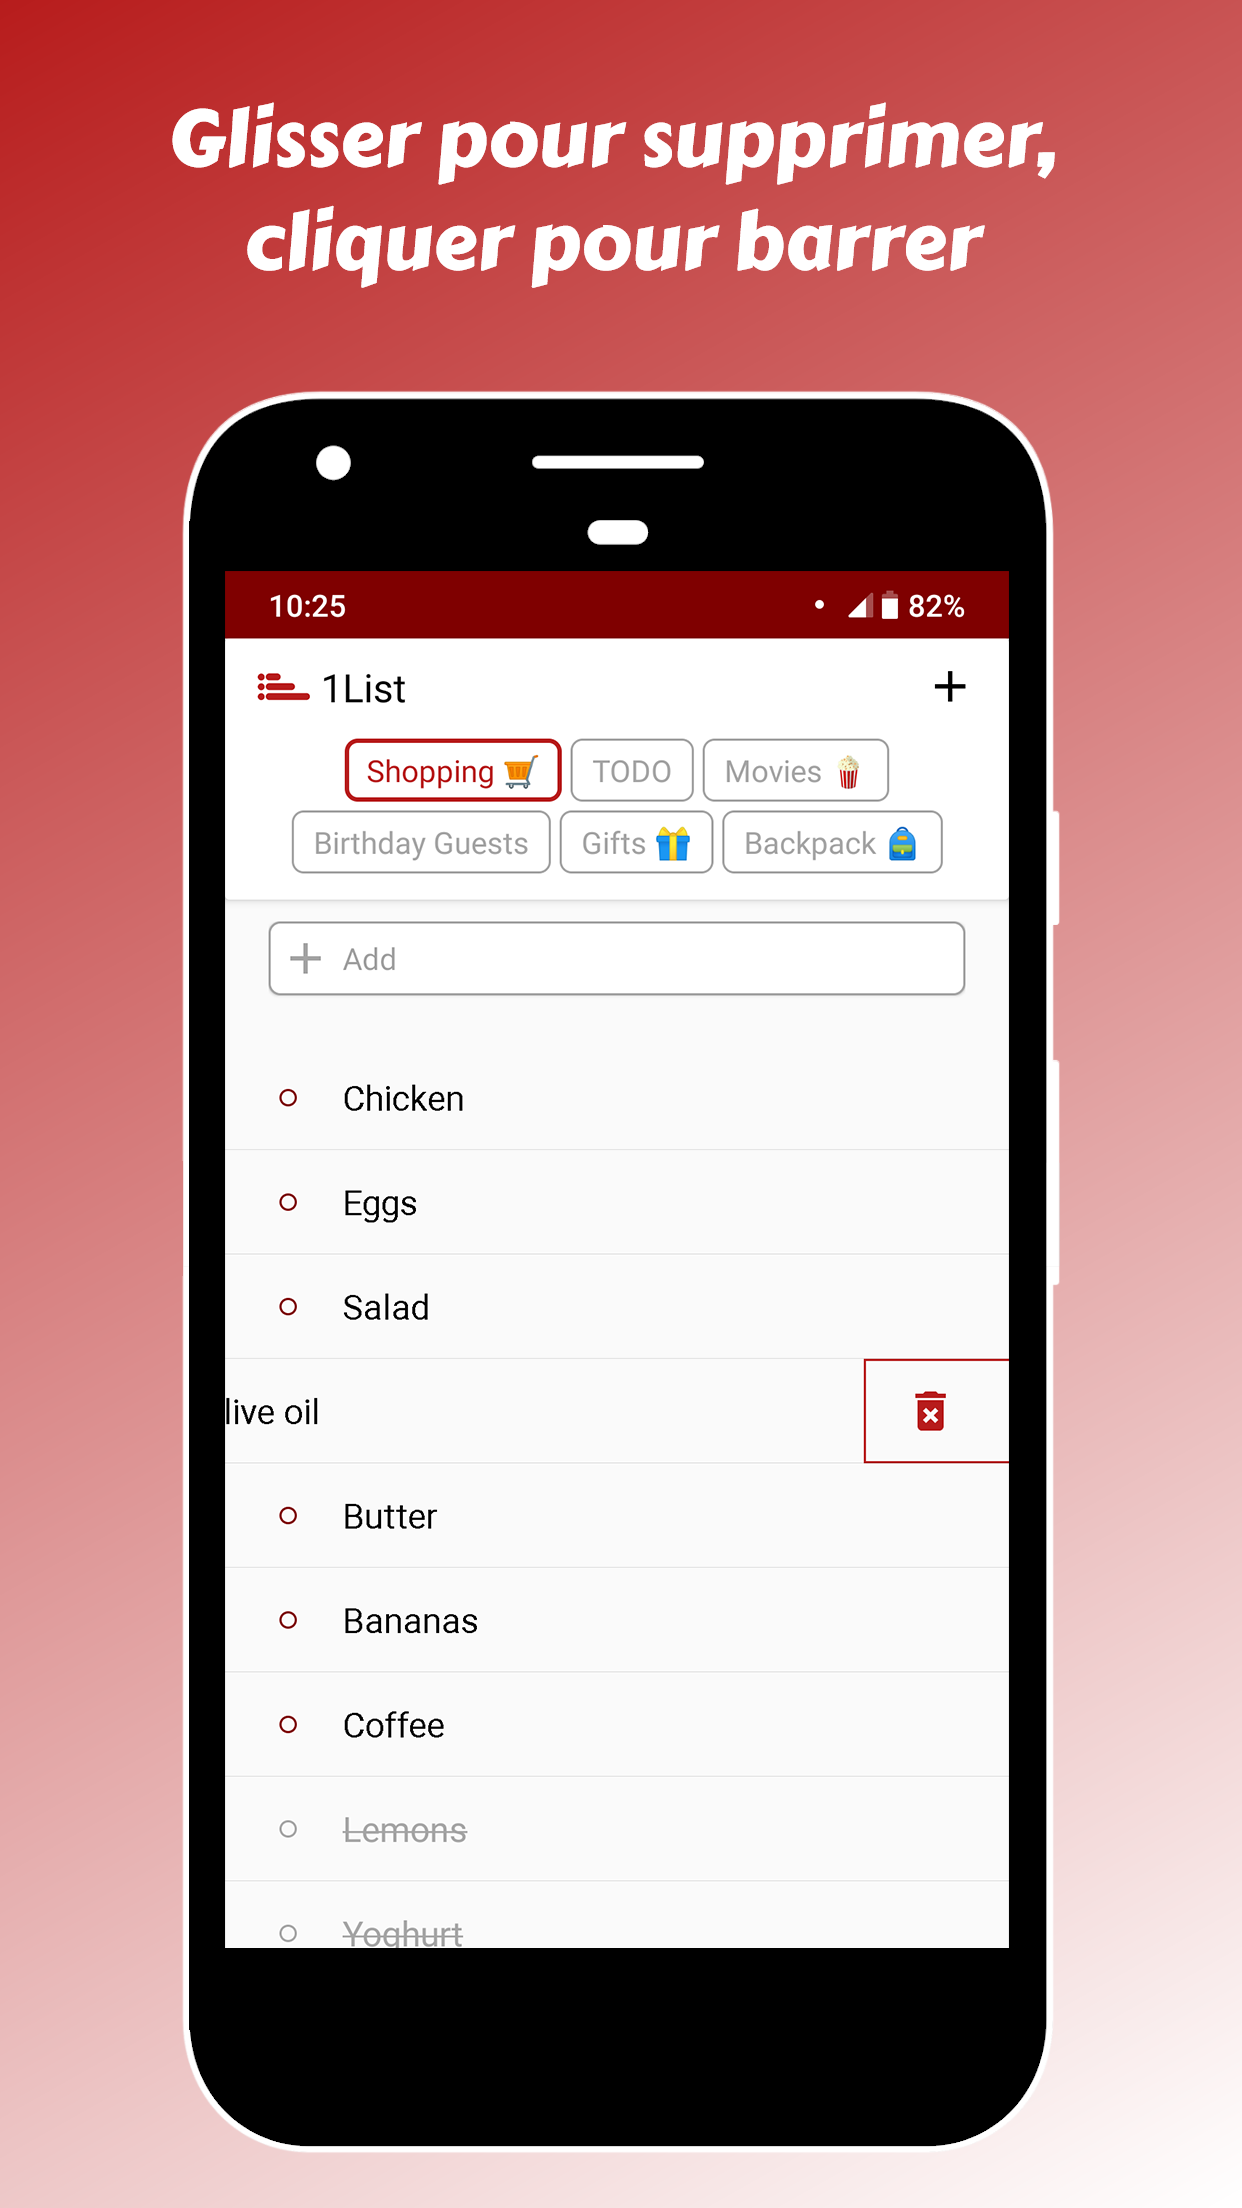 Glisser pour supprimer,
cliquer pour barrer
10:25 82%
1List
Shopping TODO Movies
Birthday Guests Gifts Backpack
Add
Chicken
Eggs
Salad
live oil
Butter
Bananas
Coffee
Lemons
Yoghurt